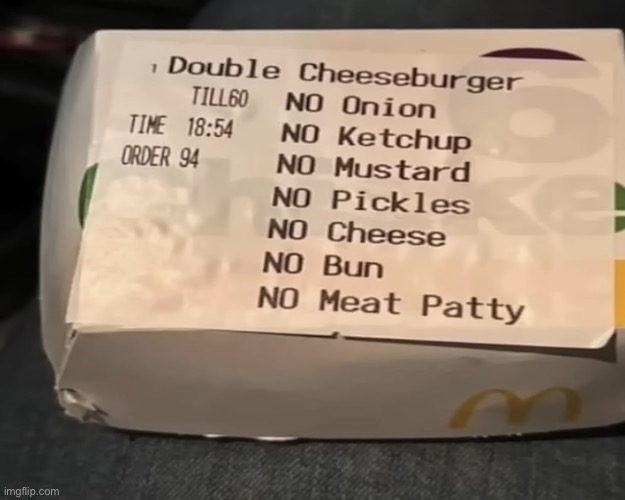 1 Double Cheeseburger
TILL60 NO Onion
TIME 18:54 NO Ketchup
ORDER 94 NO Mustard
NO Pickles
NO Cheese
NO Bun
NO Meat Patty
imgflip.com